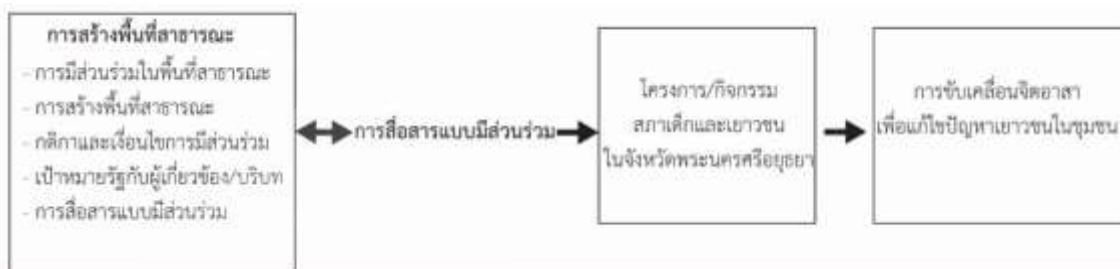 การสร้างพื้นที่สาธารณะ
- การมีส่วนร่วมในพื้นที่สาธารณะ
- การสร้างพื้นที่สาธารณะ
- กติกาและเงื่อนไขการมีส่วนร่วม
- เป้าหมายรัฐกับผู้เกี่ยวข้อง/บริบท
- การสื่อสารแบบมีส่วนร่วม
การสื่อสารแบบมีส่วนร่วม
โครงการ/กิจกรรม
สภาเด็กและเยาวชน
ในจังหวัดพระนครศรีอยุธยา
การขับเคลื่อนจิตอาสา
เพื่อแก้ไขปัญหาเยาวชนในชุมชน